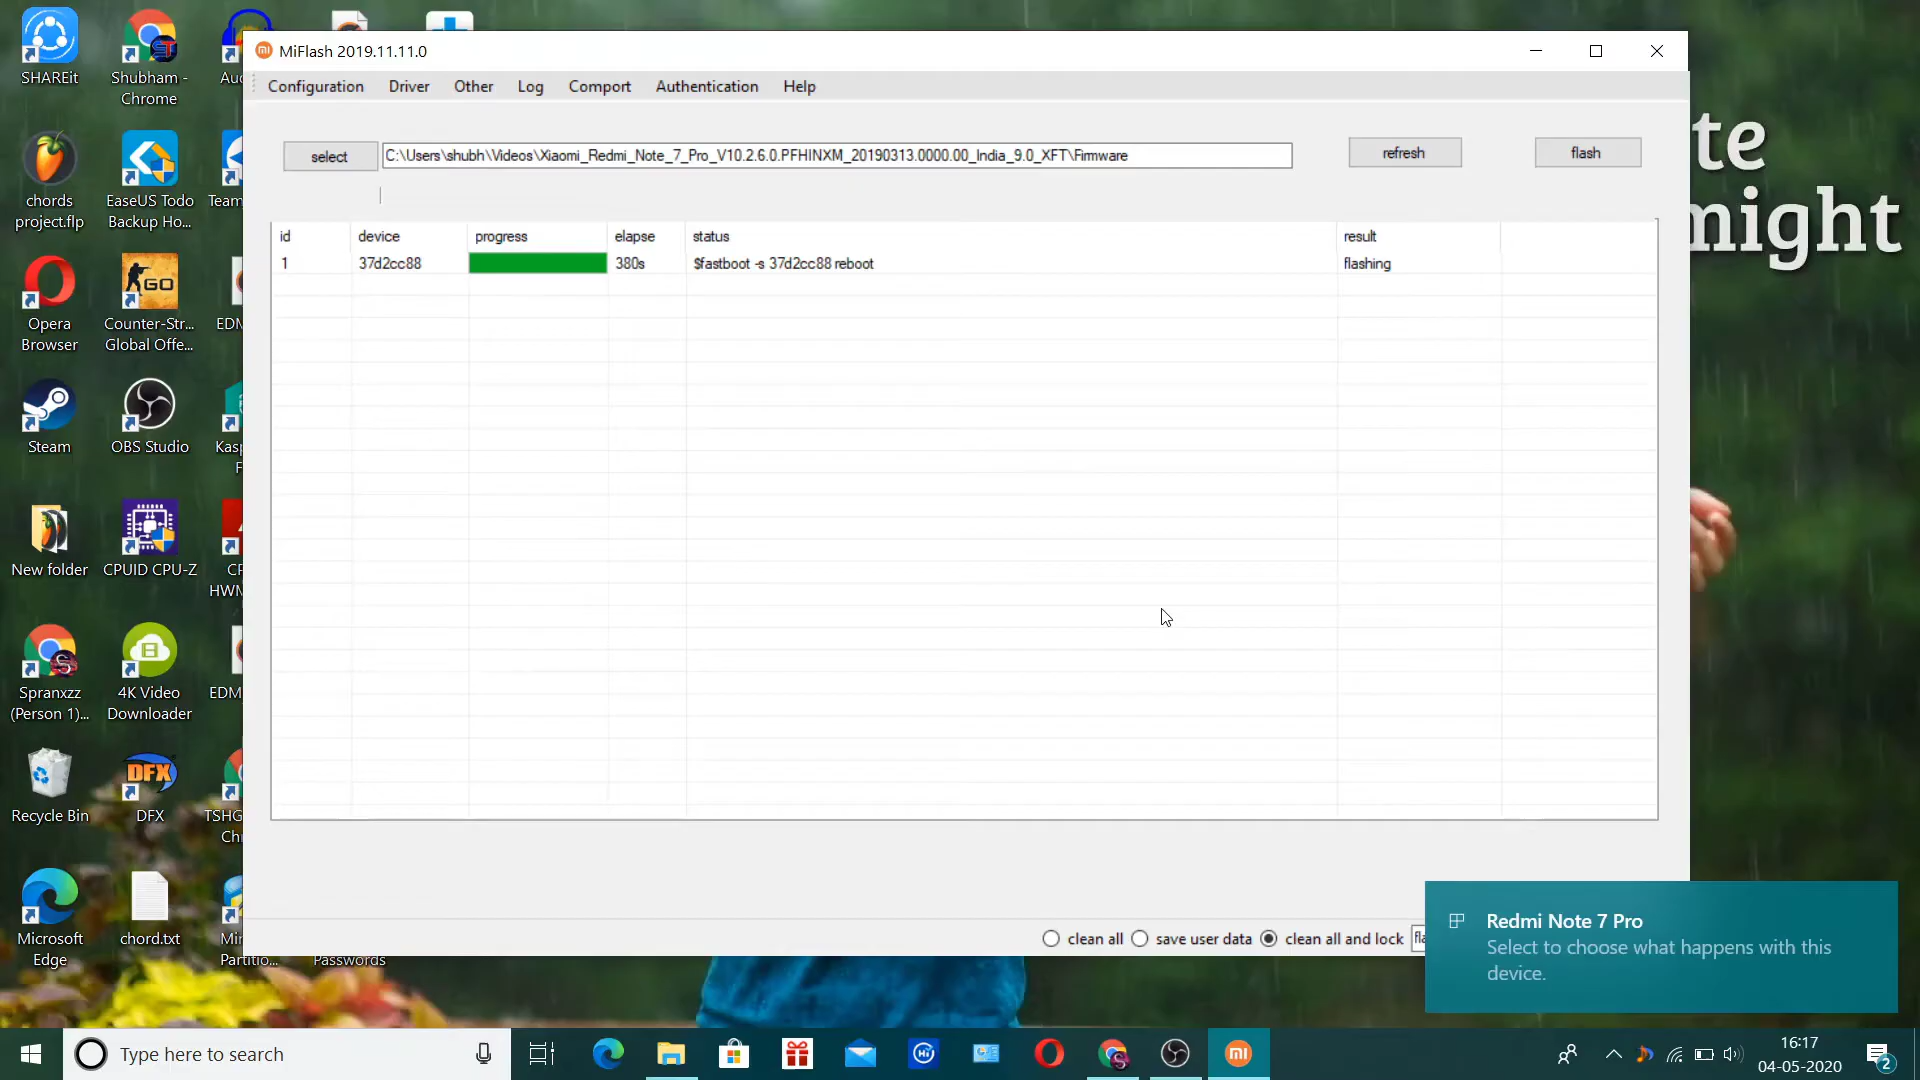 SHAREit
Shubham -
Chrome
chords
project.flp
EaseUS Todo
Backup Ho...
Opera
Browser
Counter-Str...
Global Offe...
Steam
OBS Studio
New folder
CPUID CPU-Z
Spranxzz
(Person 1)...
4K Video
Downloader
Recycle Bin
DFX
Microsoft
Edge
chord.txt
Partitio...
Passwords
MiFlash 2019.11.11.0
Configuration Driver Other Log Comport Authentication Help
select C:\Users\shubh\Videos\Xiaomi_Redmi_Note_7_Pro_V10.2.6.0.PFHINXM_20190313.0000.00_India_9.0_XFT\Firmware refresh flash
id device progress elapse status result
1 37d2cc88 380s $fastboot -s 37d2cc88 reboot flashing
clean all save user data clean all and lock
te
might
Redmi Note 7 Pro
Select to choose what happens with this
device.
Type here to search
16:17
04-05-2020
2